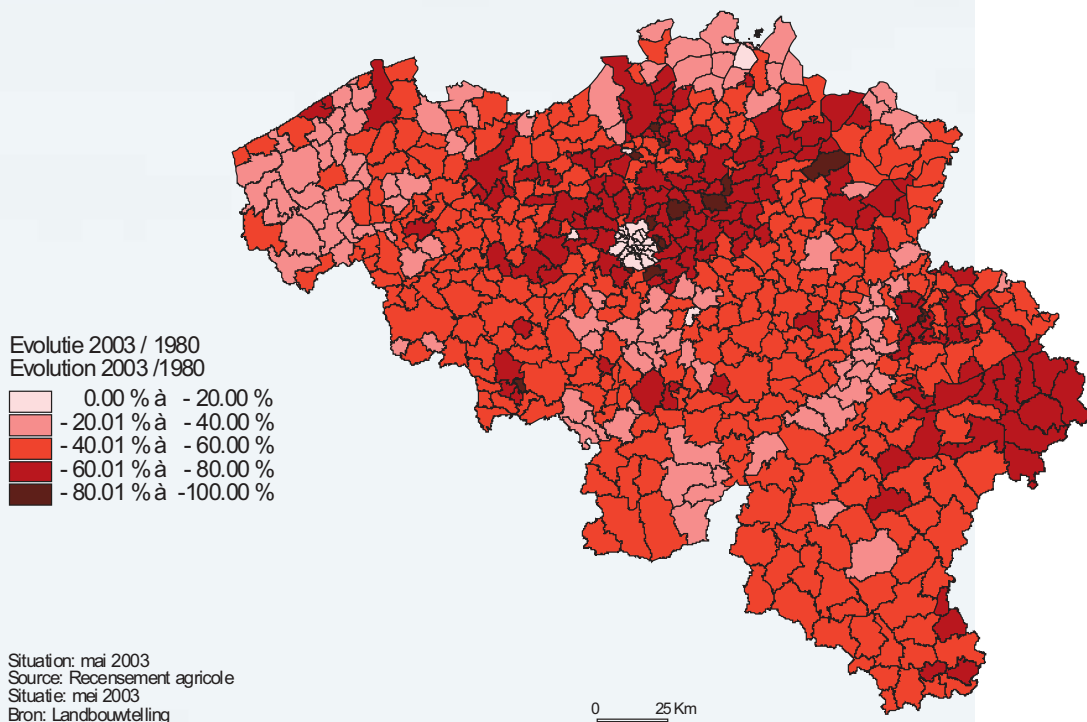 Evolutie 2003 / 1980
Evolution 2003 /1980
0.00 % à - 20.00 %
- 20.01 % à - 40.00 %
- 40.01 % à - 60.00 %
- 60.01 % à - 80.00 %
- 80.01 % à -100.00 %
Situation: mai 2003
Source: Recensement agricole
Situatie: mei 2003
Bron: Landbouwtelling
0 25 Km